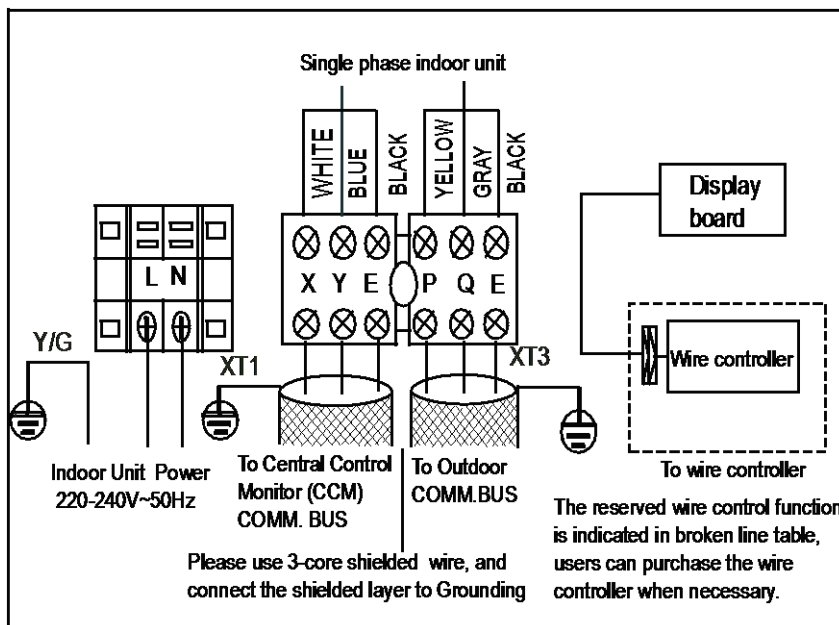 Single phase indoor unit
WHITE
BLUE
BLACK
YELLOW
GRAY
BLACK
Display
board
L N
X Y E P Q E
Y/G
XT1
XT3
Wire controller
Indoor Unit Power
220-240V~50Hz
To Central Control
Monitor (CCM)
COMM. BUS
To Outdoor
COMM.BUS
To wire controller
Please use 3-core shielded wire, and
connect the shielded layer to Grounding
The reserved wire control function
is indicated in broken line table,
users can purchase the wire
controller when necessary.